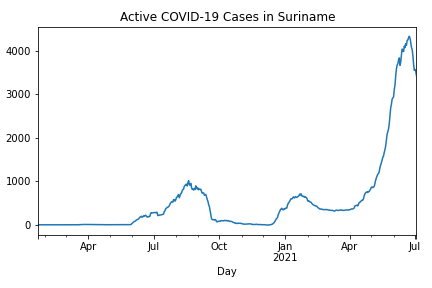 Active COVID-19 Cases in Suriname
4000
3000
2000
1000
0
Apr
Jul
Oct
Jan
2021
Apr
Jul
Day